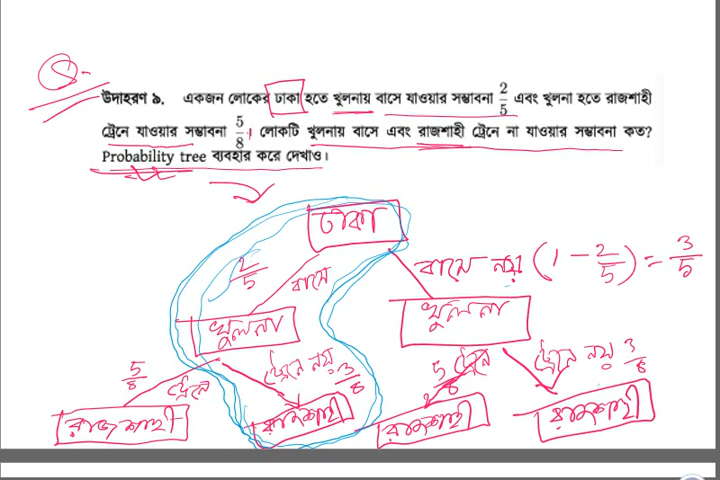 Q-
উদাহরণ ৯. একজন লোকের ঢাকা হতে খুলনায় বাসে যাওয়ার সম্ভাবনা 2/5 এবং খুলনা হতে রাজশাহী
ট্রেনে যাওয়ার সম্ভাবনা 5/8। লোকটি খুলনায় বাসে এবং রাজশাহী ট্রেনে না যাওয়ার সম্ভাবনা কত?
Probability tree ব্যবহার করে দেখাও।
ঢাকা
2/5 বাসে বাসে নয় (1 - 2/5) = 3/5
খুলনা খুলনা
5/8 ট্রেনে ট্রেনে নয় 3/8 5/8 ট্রেনে ট্রেনে নয় 3/8
রাজশাহী রাজশাহী রাজশাহী রাজশাহী